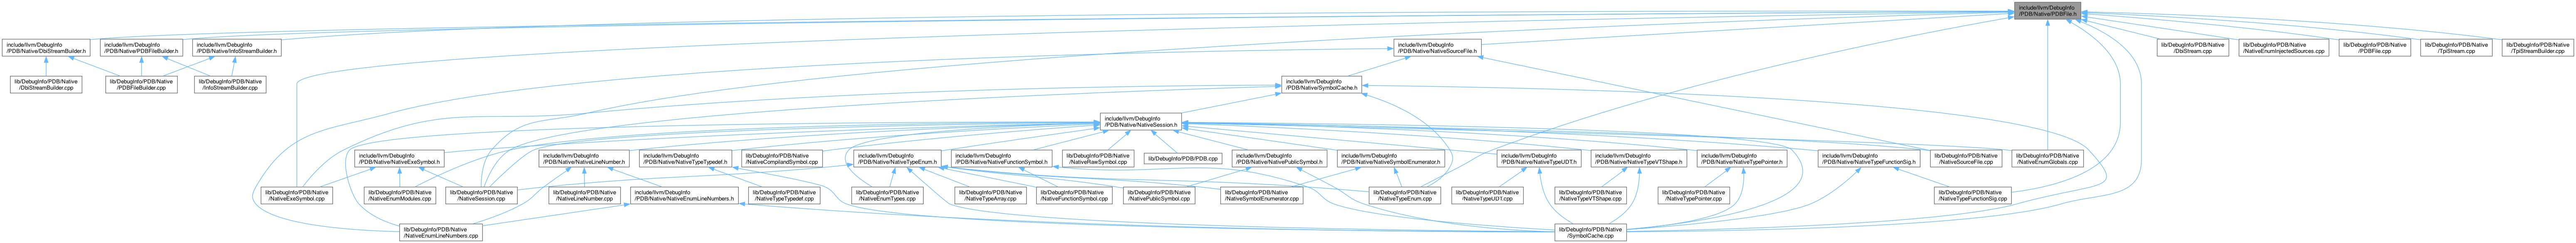 include/llvm/DebugInfo
/PDB/Native/PDBFile.h
include/llvm/DebugInfo
/PDB/Native/DbiStreamBuilder.h
include/llvm/DebugInfo
/PDB/Native/PDBFileBuilder.h
include/llvm/DebugInfo
/PDB/Native/InfoStreamBuilder.h
include/llvm/DebugInfo
/PDB/Native/NativeSourceFile.h
lib/DebugInfo/PDB/Native
/DbiStream.cpp
lib/DebugInfo/PDB/Native
/NativeEnumInjectedSources.cpp
lib/DebugInfo/PDB/Native
/PDBFile.cpp
lib/DebugInfo/PDB/Native
/TpiStream.cpp
lib/DebugInfo/PDB/Native
/TpiStreamBuilder.cpp
lib/DebugInfo/PDB/Native
/DbiStreamBuilder.cpp
lib/DebugInfo/PDB/Native
/PDBFileBuilder.cpp
lib/DebugInfo/PDB/Native
/InfoStreamBuilder.cpp
include/llvm/DebugInfo
/PDB/Native/SymbolCache.h
include/llvm/DebugInfo
/PDB/Native/NativeSession.h
include/llvm/DebugInfo
/PDB/Native/NativeExeSymbol.h
include/llvm/DebugInfo
/PDB/Native/NativeLineNumber.h
include/llvm/DebugInfo
/PDB/Native/NativeTypeTypedef.h
lib/DebugInfo/PDB/Native
/NativeCompilandSymbol.cpp
include/llvm/DebugInfo
/PDB/Native/NativeTypeEnum.h
include/llvm/DebugInfo
/PDB/Native/NativeFunctionSymbol.h
lib/DebugInfo/PDB/Native
/NativeRawSymbol.cpp
lib/DebugInfo/PDB/PDB.cpp
include/llvm/DebugInfo
/PDB/Native/NativePublicSymbol.h
include/llvm/DebugInfo
/PDB/Native/NativeSymbolEnumerator.h
include/llvm/DebugInfo
/PDB/Native/NativeTypeUDT.h
include/llvm/DebugInfo
/PDB/Native/NativeTypeVTShape.h
include/llvm/DebugInfo
/PDB/Native/NativeTypePointer.h
include/llvm/DebugInfo
/PDB/Native/NativeTypeFunctionSig.h
lib/DebugInfo/PDB/Native
/NativeSourceFile.cpp
lib/DebugInfo/PDB/Native
/NativeEnumGlobals.cpp
lib/DebugInfo/PDB/Native
/NativeExeSymbol.cpp
lib/DebugInfo/PDB/Native
/NativeEnumModules.cpp
lib/DebugInfo/PDB/Native
/NativeSession.cpp
lib/DebugInfo/PDB/Native
/NativeLineNumber.cpp
include/llvm/DebugInfo
/PDB/Native/NativeEnumLineNumbers.h
lib/DebugInfo/PDB/Native
/NativeTypeTypedef.cpp
lib/DebugInfo/PDB/Native
/NativeEnumTypes.cpp
lib/DebugInfo/PDB/Native
/NativeTypeArray.cpp
lib/DebugInfo/PDB/Native
/NativeFunctionSymbol.cpp
lib/DebugInfo/PDB/Native
/NativePublicSymbol.cpp
lib/DebugInfo/PDB/Native
/NativeSymbolEnumerator.cpp
lib/DebugInfo/PDB/Native
/NativeTypeEnum.cpp
lib/DebugInfo/PDB/Native
/NativeTypeUDT.cpp
lib/DebugInfo/PDB/Native
/NativeTypeVTShape.cpp
lib/DebugInfo/PDB/Native
/NativeTypePointer.cpp
lib/DebugInfo/PDB/Native
/NativeTypeFunctionSig.cpp
lib/DebugInfo/PDB/Native
/NativeEnumLineNumbers.cpp
lib/DebugInfo/PDB/Native
/SymbolCache.cpp